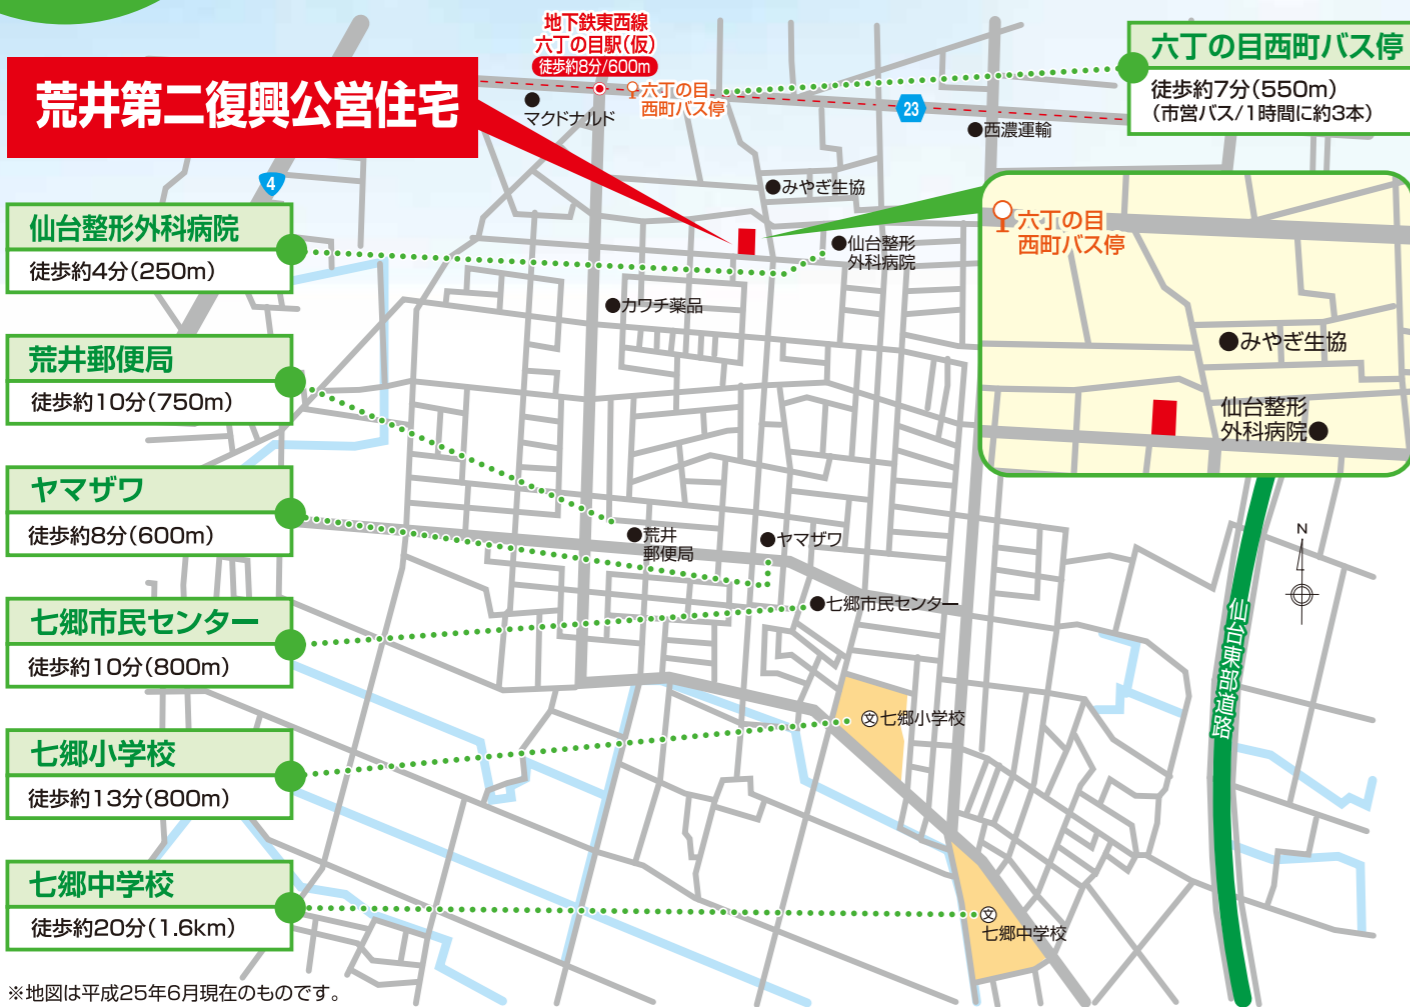 地下鉄東西線
六丁の目駅(仮)
徒歩約8分/600m
六丁の目西町バス停
徒歩約7分(550m)
(市営バス/1時間に約3本)
荒井第二復興公営住宅
マクドナルド
六丁の目
西町バス停
23
西濃運輸
4
みやぎ生協
仙台整形
外科病院
カワチ薬品
六丁の目
西町バス停
みやぎ生協
仙台整形
外科病院
仙台整形外科病院
徒歩約4分(250m)
荒井郵便局
徒歩約10分(750m)
ヤマザワ
徒歩約8分(600m)
七郷市民センター
徒歩約10分(800m)
七郷小学校
徒歩約13分(800m)
七郷中学校
徒歩約20分(1.6km)
荒井
郵便局
ヤマザワ
七郷市民センター
文七郷小学校
文
七郷中学校
N
仙台東部道路
※地図は平成25年6月現在のものです。